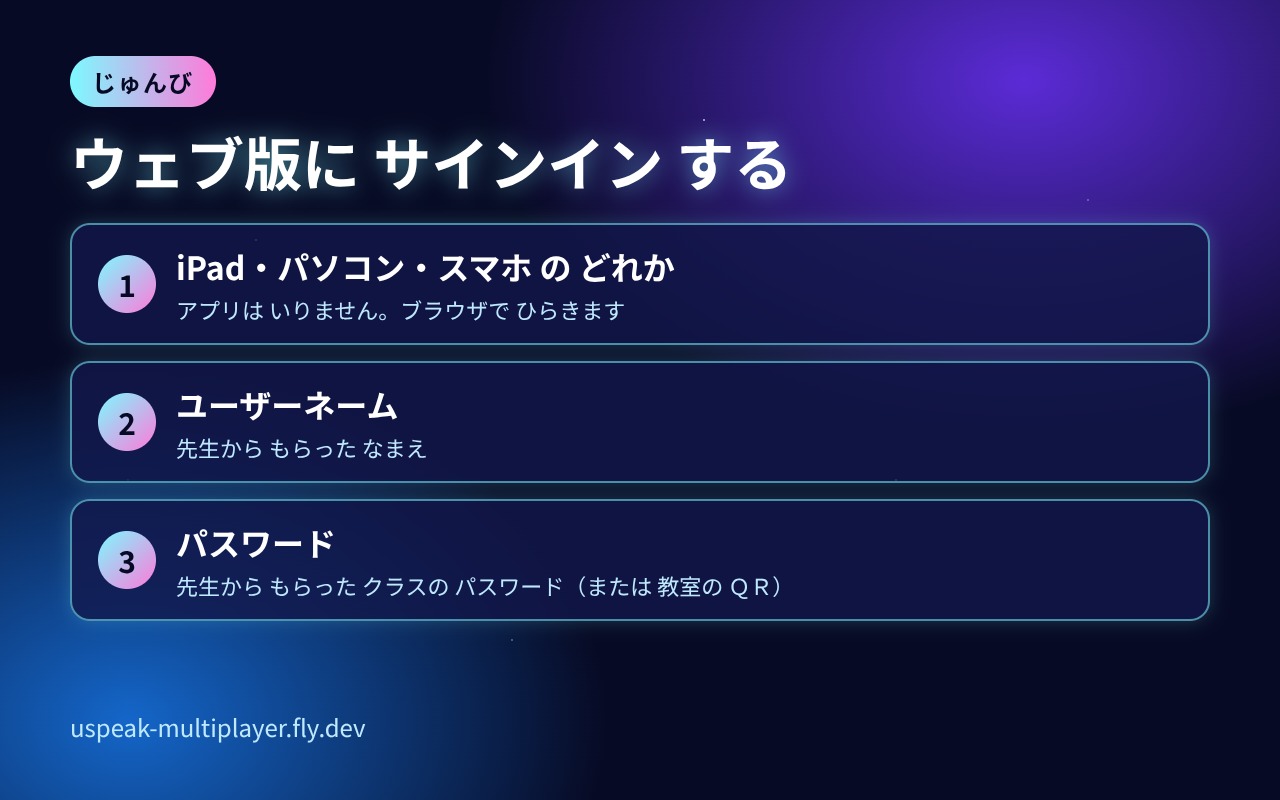 じゅんび
ウェブ版に サインイン する
1
iPad・パソコン・スマホ の どれか
アプリは いりません。ブラウザで ひらきます
2
ユーザーネーム
先生から もらった なまえ
3
パスワード
先生から もらった クラスの パスワード（または 教室の ＱＲ）
uspeak-multiplayer.fly.dev